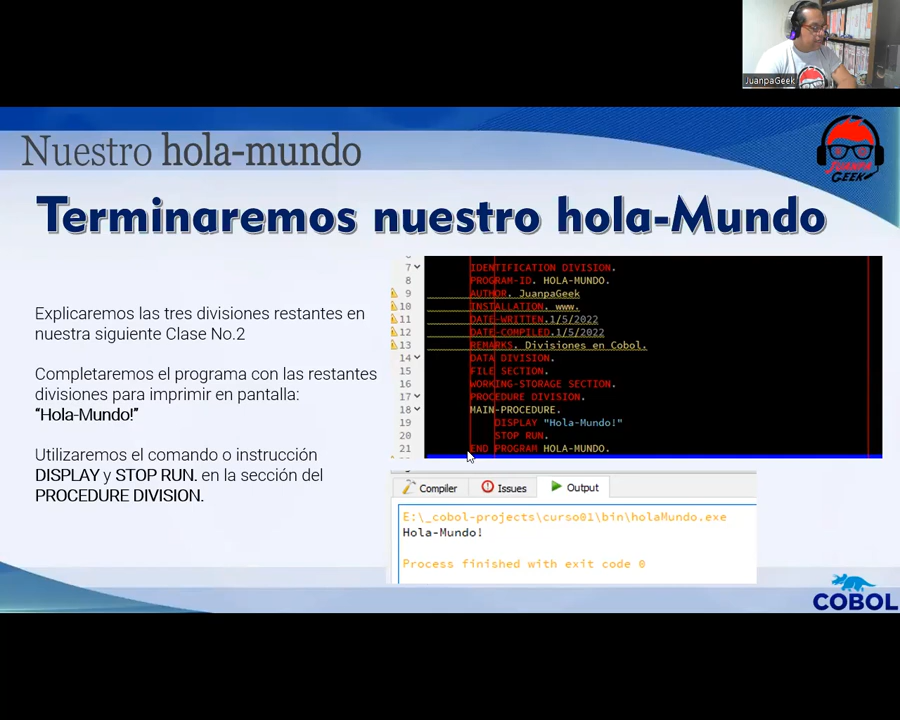 JuanpaGeek
Nuestro hola-mundo
JUANPA
GEEK
Terminaremos nuestro hola-Mundo
Explicaremos las tres divisiones restantes en
nuestra siguiente Clase No.2
Completaremos el programa con las restantes
divisiones para imprimir en pantalla:
“Hola-Mundo!”
Utilizaremos el comando o instrucción
DISPLAY y STOP RUN. en la sección del
PROCEDURE DIVISION.
7 IDENTIFICATION DIVISION.
8 PROGRAM-ID. HOLA-MUNDO.
9 AUTHOR. JuanpaGeek
10 INSTALLATION. www.
11 DATE-WRITTEN.1/5/2022
12 DATE-COMPILED.1/5/2022
13 REMARKS. Divisiones en Cobol.
14 DATA DIVISION.
15 FILE SECTION.
16 WORKING-STORAGE SECTION.
17 PROCEDURE DIVISION.
18 MAIN-PROCEDURE.
19 DISPLAY "Hola-Mundo!"
20 STOP RUN.
21 END PROGRAM HOLA-MUNDO.
Compiler Issues Output
E:\_cobol-projects\curso01\bin\holaMundo.exe
Hola-Mundo!
Process finished with exit code 0
COBOL